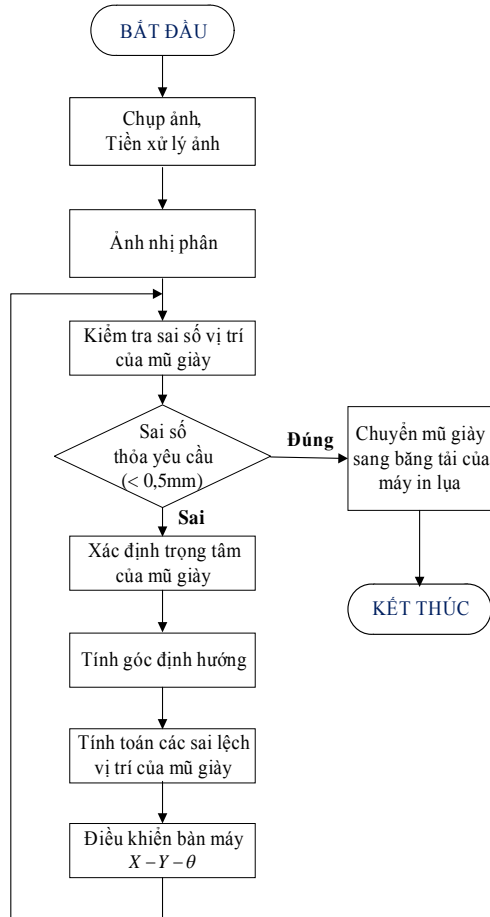 BẮT ĐẦU
Chụp ảnh,
Tiền xử lý ảnh
Ảnh nhị phân
Kiểm tra sai số vị trí
của mũ giày
Sai số
thỏa yêu cầu
(< 0,5mm)
Đúng
Chuyển mũ giày
sang băng tải của
máy in lụa
KẾT THÚC
Sai
Xác định trọng tâm
của mũ giày
Tính góc định hướng
Tính toán các sai lệch
vị trí của mũ giày
Điều khiển bàn máy
X – Y – θ